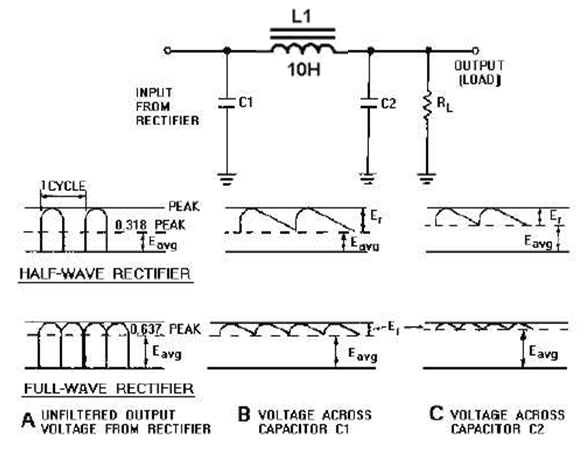 L1
10H
INPUT
FROM
RECTIFIER
C1
C2
RL
OUTPUT
(LOAD)
1 CYCLE
PEAK
0.318 PEAK
Eavg
Er
Eavg
Er
Eavg
HALF-WAVE RECTIFIER
0.637 PEAK
Eavg
Er
Eavg
Eavg
FULL-WAVE RECTIFIER
A UNFILTERED OUTPUT
VOLTAGE FROM RECTIFIER
B VOLTAGE ACROSS
CAPACITOR C1
C VOLTAGE ACROSS
CAPACITOR C2